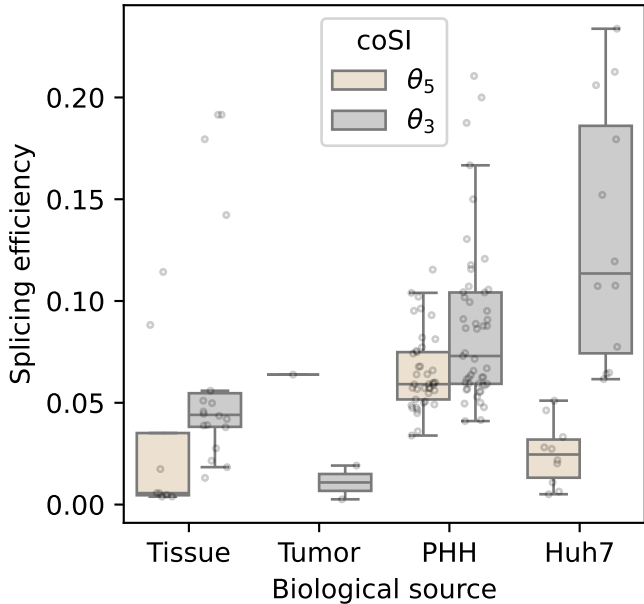 coSI
θ₅
θ₃
Splicing efficiency
0.20
0.15
0.10
0.05
0.00
Tissue Tumor PHH Huh7
Biological source